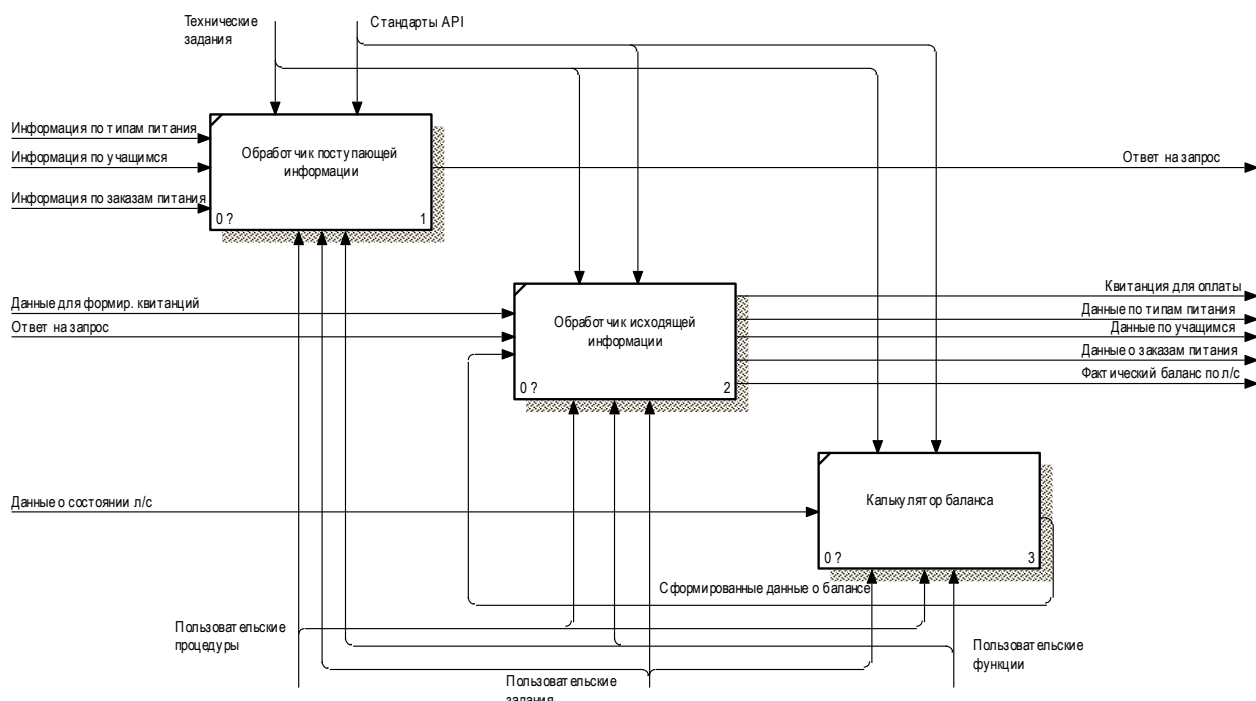 Технические
задания
Стандарты API
Информация по типам питания
Информация по учащимся
Информация по заказам питания
Обработчик поступающей
информации
0 ?
1
Ответ на запрос
Данные для формир. квитанций
Ответ на запрос
Обработчик исходящей
информации
0 ?
2
Квитанция для оплаты
Данные по типам питания
Данные по учащимся
Данные о заказам питания
Фактический баланс по л/с
Данные о состоянии л/с
Калькулятор баланса
0 ?
3
Сформированные данные о балансе
Пользовательские
процедуры
Пользовательские
задания
Пользовательские
функции